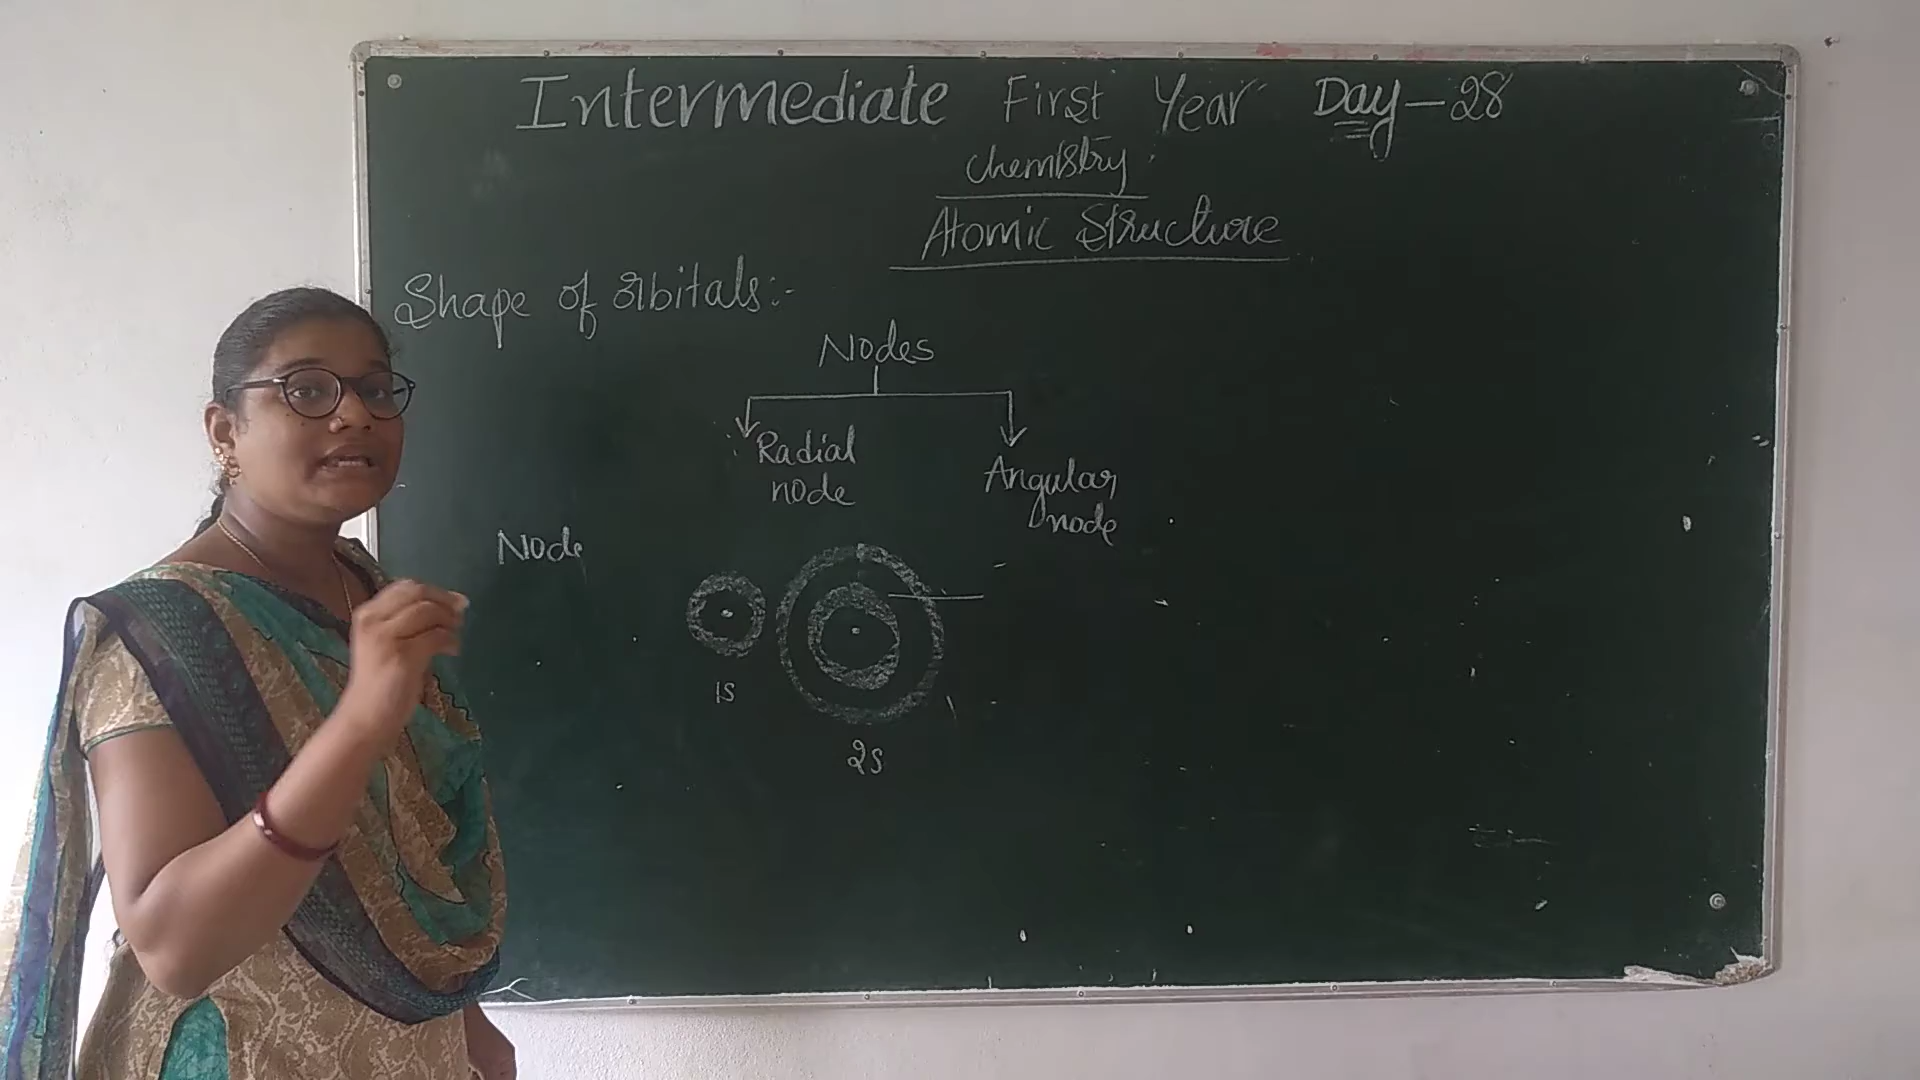 Intermediate First Year Day-28
Chemistry
Atomic Structure
Shape of orbitals:-
Nodes
Radial
node
Angular
node
Node
1s
2s